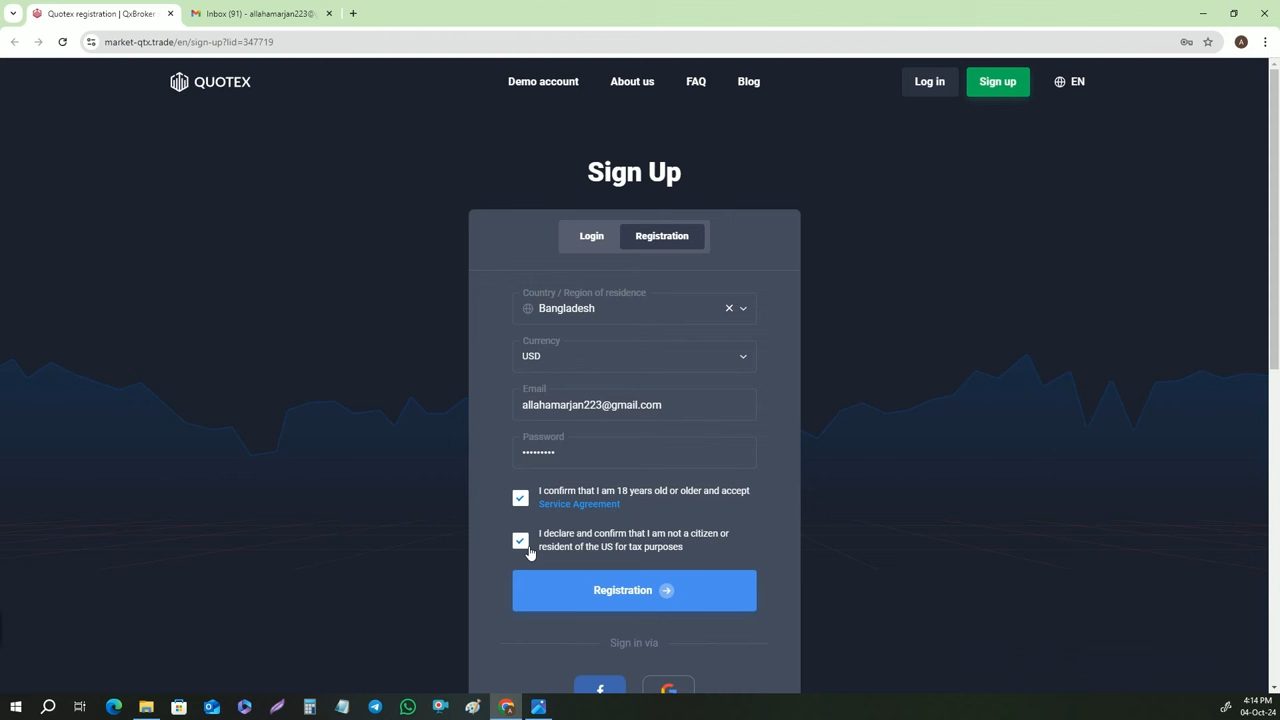 Quotex registration | QxBroker
Inbox (91) - allahamarjan223@g
market-qtx.trade/en/sign-up?lid=347719
A
QUOTEX
Demo account
About us
FAQ
Blog
Log in
Sign up
EN
Sign Up
Login
Registration
Country / Region of residence
Bangladesh
Currency
USD
Email
allahamarjan223@gmail.com
Password
•••••••••
I confirm that I am 18 years old or older and accept
Service Agreement
I declare and confirm that I am not a citizen or
resident of the US for tax purposes
Registration
Sign in via
4:14 PM
04-Oct-24